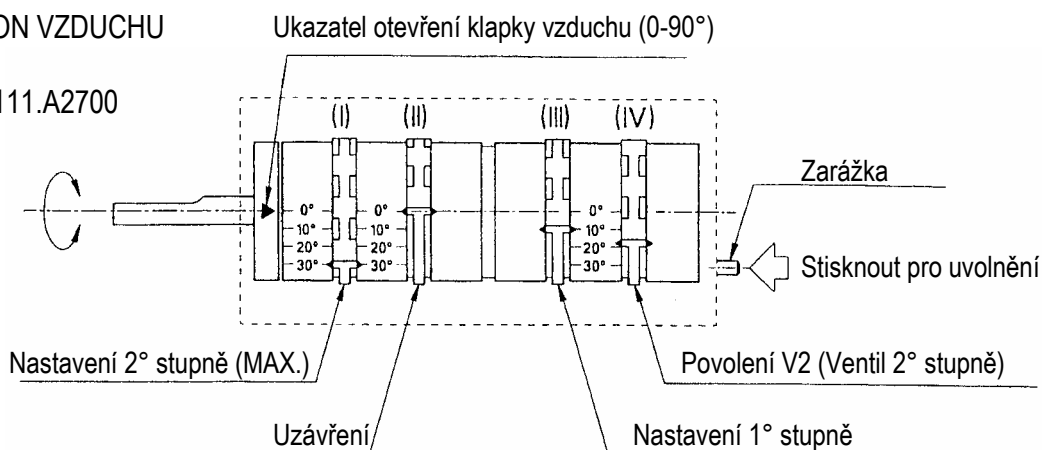 ON VZDUCHU
Ukazatel otevření klapky vzduchu (0-90°)
111.A2700
(I) (II) (III) (IV)
Zarážka
0° 0° 0°
10° 10° 10°
20° 20° 20°
30° 30° 30°
Stisknout pro uvolnění
Nastavení 2° stupně (MAX.)
Povolení V2 (Ventil 2° stupně)
Uzávření
Nastavení 1° stupně